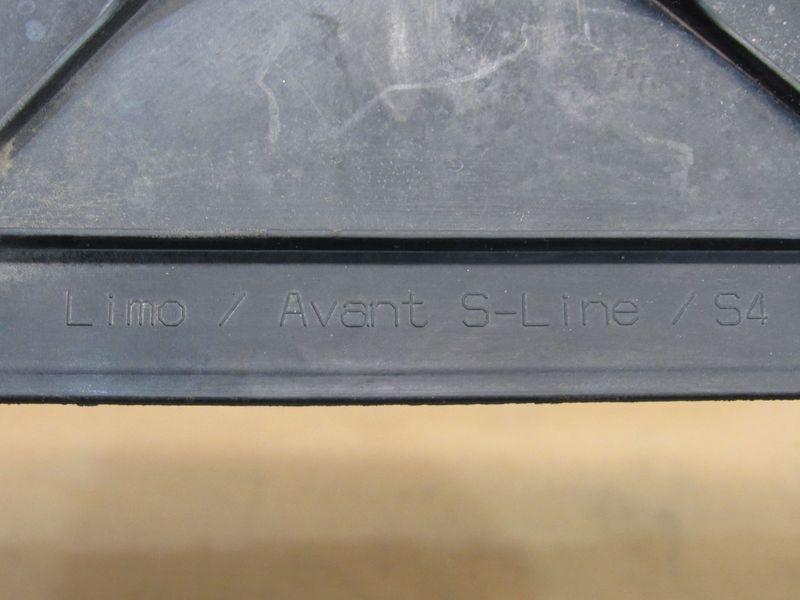 Limo / Avant S-Line / S4